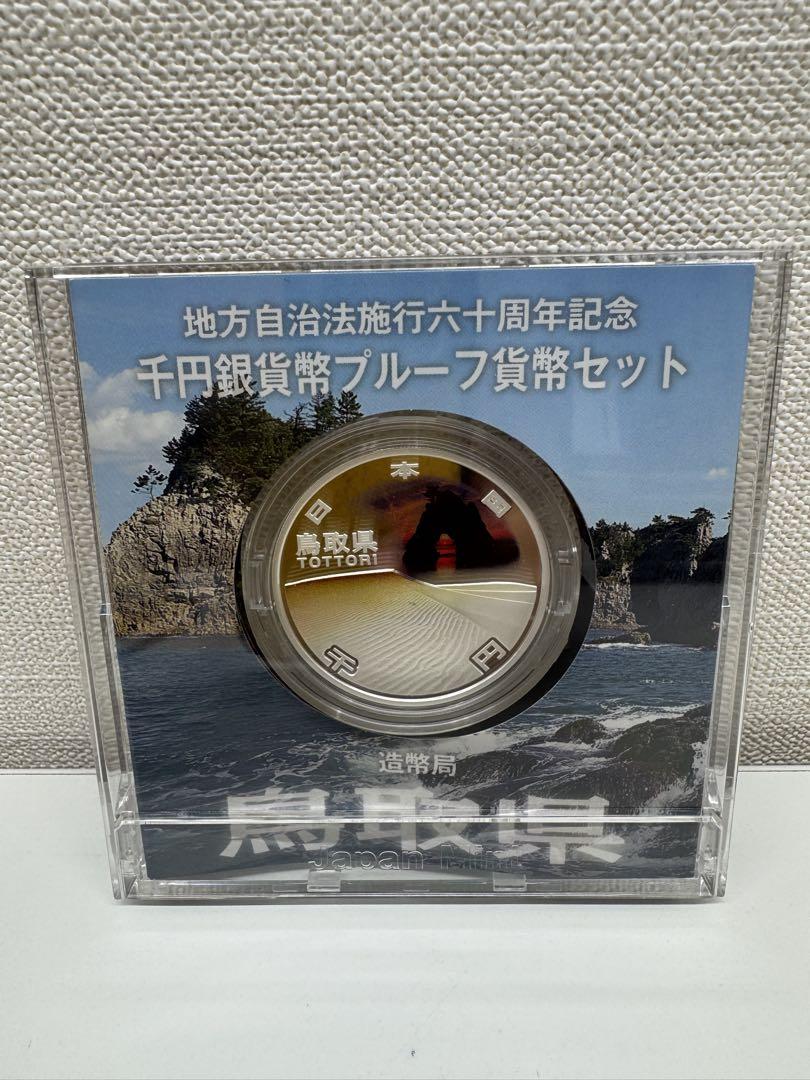 地方自治法施行六十周年記念
千円銀貨幣プルーフ貨幣セット
日本国
鳥取県
TOTTORI
千円
造幣局
鳥取県
Japan Mint